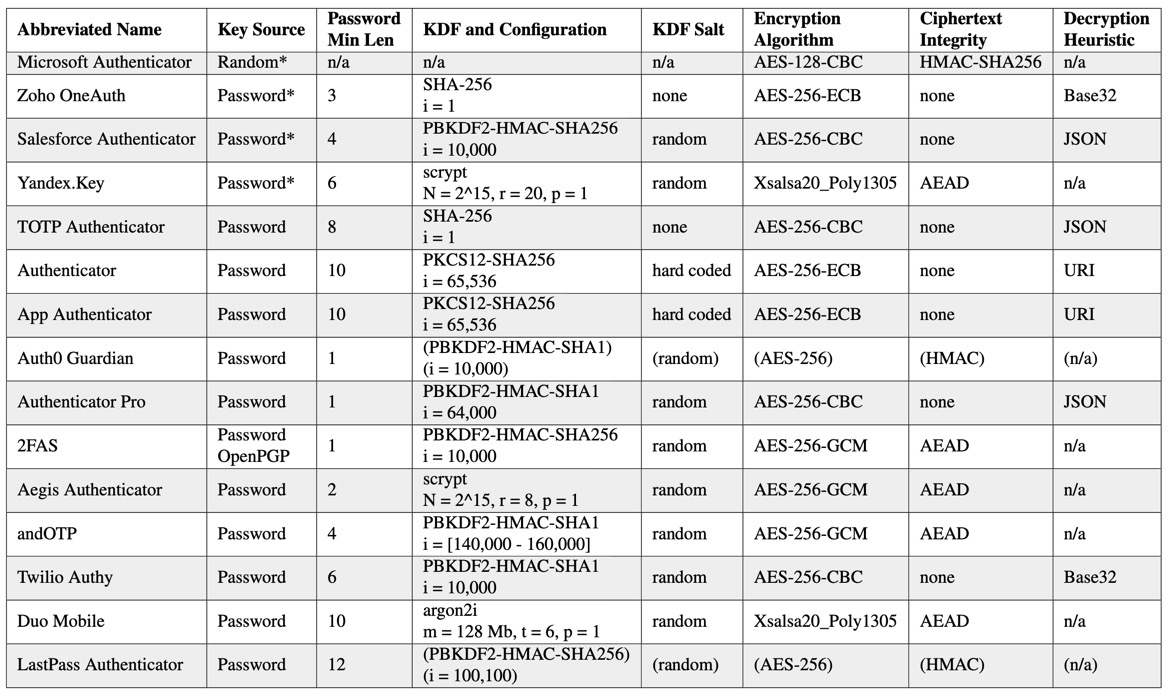 Abbreviated Name Key Source Password Min Len KDF and Configuration KDF Salt Encryption Algorithm Ciphertext Integrity Decryption Heuristic
Microsoft Authenticator Random* n/a n/a n/a AES-128-CBC HMAC-SHA256 n/a
Zoho OneAuth Password* 3 SHA-256 i = 1 none AES-256-ECB none Base32
Salesforce Authenticator Password* 4 PBKDF2-HMAC-SHA256 i = 10,000 random AES-256-CBC none JSON
Yandex.Key Password* 6 scrypt N = 2^15, r = 20, p = 1 random Xsalsa20_Poly1305 AEAD n/a
TOTP Authenticator Password 8 SHA-256 i = 1 none AES-256-CBC none JSON
Authenticator Password 10 PKCS12-SHA256 i = 65,536 hard coded AES-256-ECB none URI
App Authenticator Password 10 PKCS12-SHA256 i = 65,536 hard coded AES-256-ECB none URI
Auth0 Guardian Password 1 (PBKDF2-HMAC-SHA1) (i = 10,000) (random) (AES-256) (HMAC) (n/a)
Authenticator Pro Password 1 PBKDF2-HMAC-SHA1 i = 64,000 random AES-256-CBC none JSON
2FAS Password OpenPGP 1 PBKDF2-HMAC-SHA256 i = 10,000 random AES-256-GCM AEAD n/a
Aegis Authenticator Password 2 scrypt N = 2^15, r = 8, p = 1 random AES-256-GCM AEAD n/a
andOTP Password 4 PBKDF2-HMAC-SHA1 i = [140,000 - 160,000] random AES-256-GCM AEAD n/a
Twilio Authy Password 6 PBKDF2-HMAC-SHA1 i = 10,000 random AES-256-CBC none Base32
Duo Mobile Password 10 argon2i m = 128 Mb, t = 6, p = 1 random Xsalsa20_Poly1305 AEAD n/a
LastPass Authenticator Password 12 (PBKDF2-HMAC-SHA256) (i = 100,100) (random) (AES-256) (HMAC) (n/a)